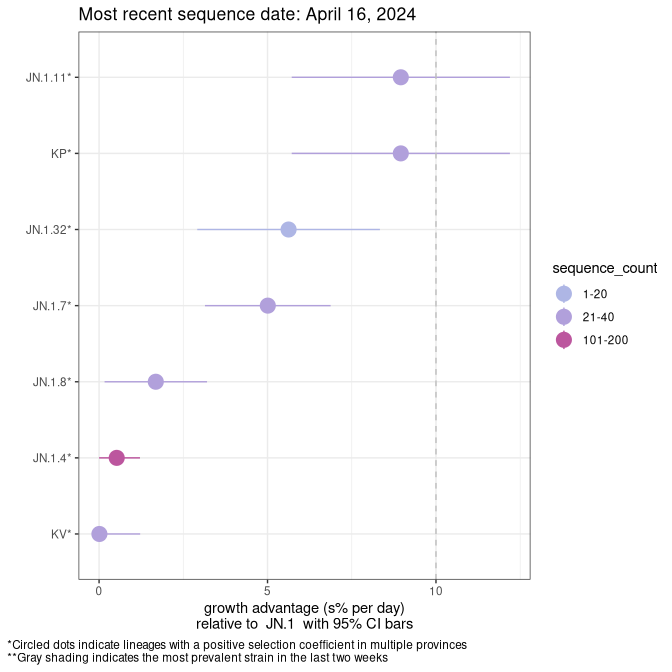 Most recent sequence date: April 16, 2024
JN.1.11*
KP*
JN.1.32*
JN.1.7*
JN.1.8*
JN.1.4*
KV*
0
5
10
growth advantage (s% per day)
relative to  JN.1  with 95% CI bars
sequence_count
1-20
21-40
101-200
*Circled dots indicate lineages with a positive selection coefficient in multiple provinces
**Gray shading indicates the most prevalent strain in the last two weeks